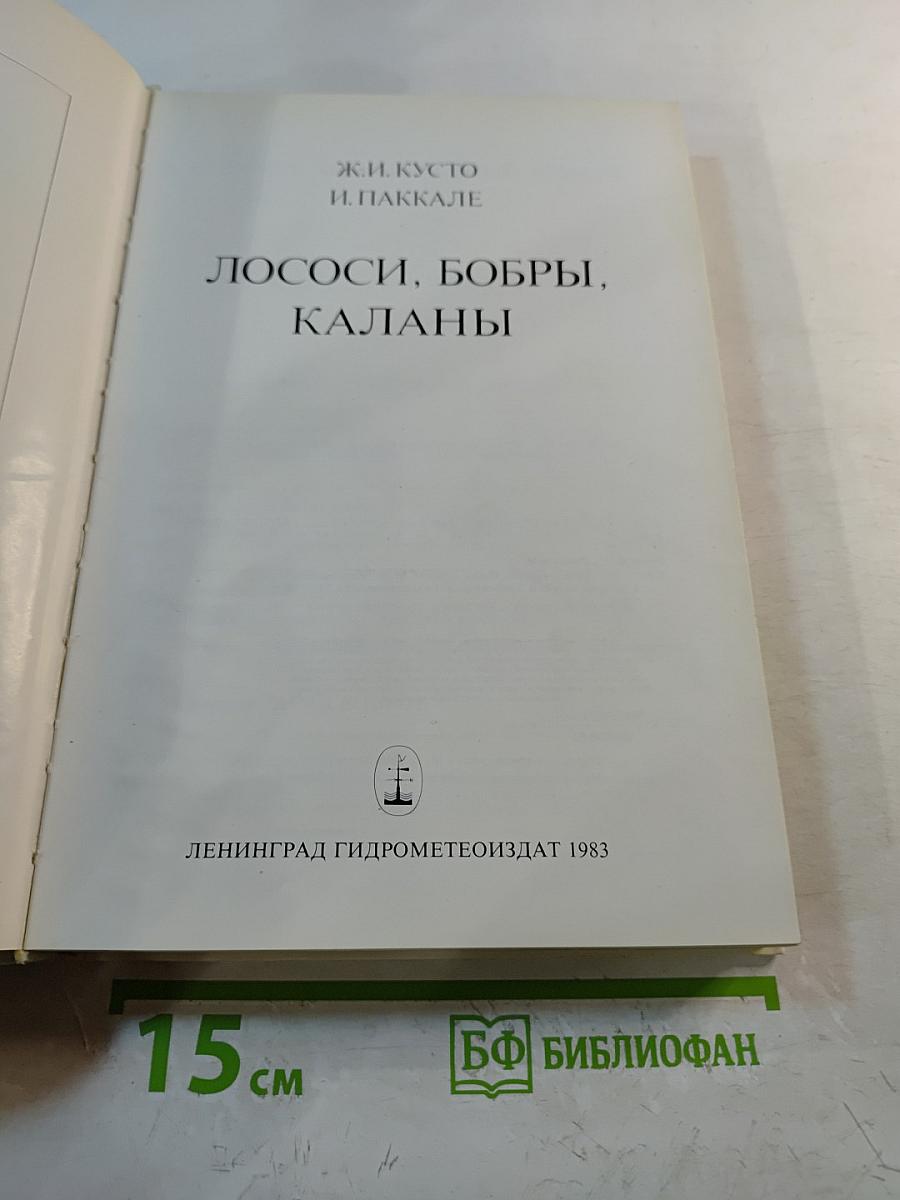 Ж.И. КУСТО
И. ПАККАЛЕ
ЛОСОСИ, БОБРЫ,
КАЛАНЫ
ЛЕНИНГРАД ГИДРОМЕТЕОИЗДАТ 1983
15 см
БФ БИБЛИОФАН